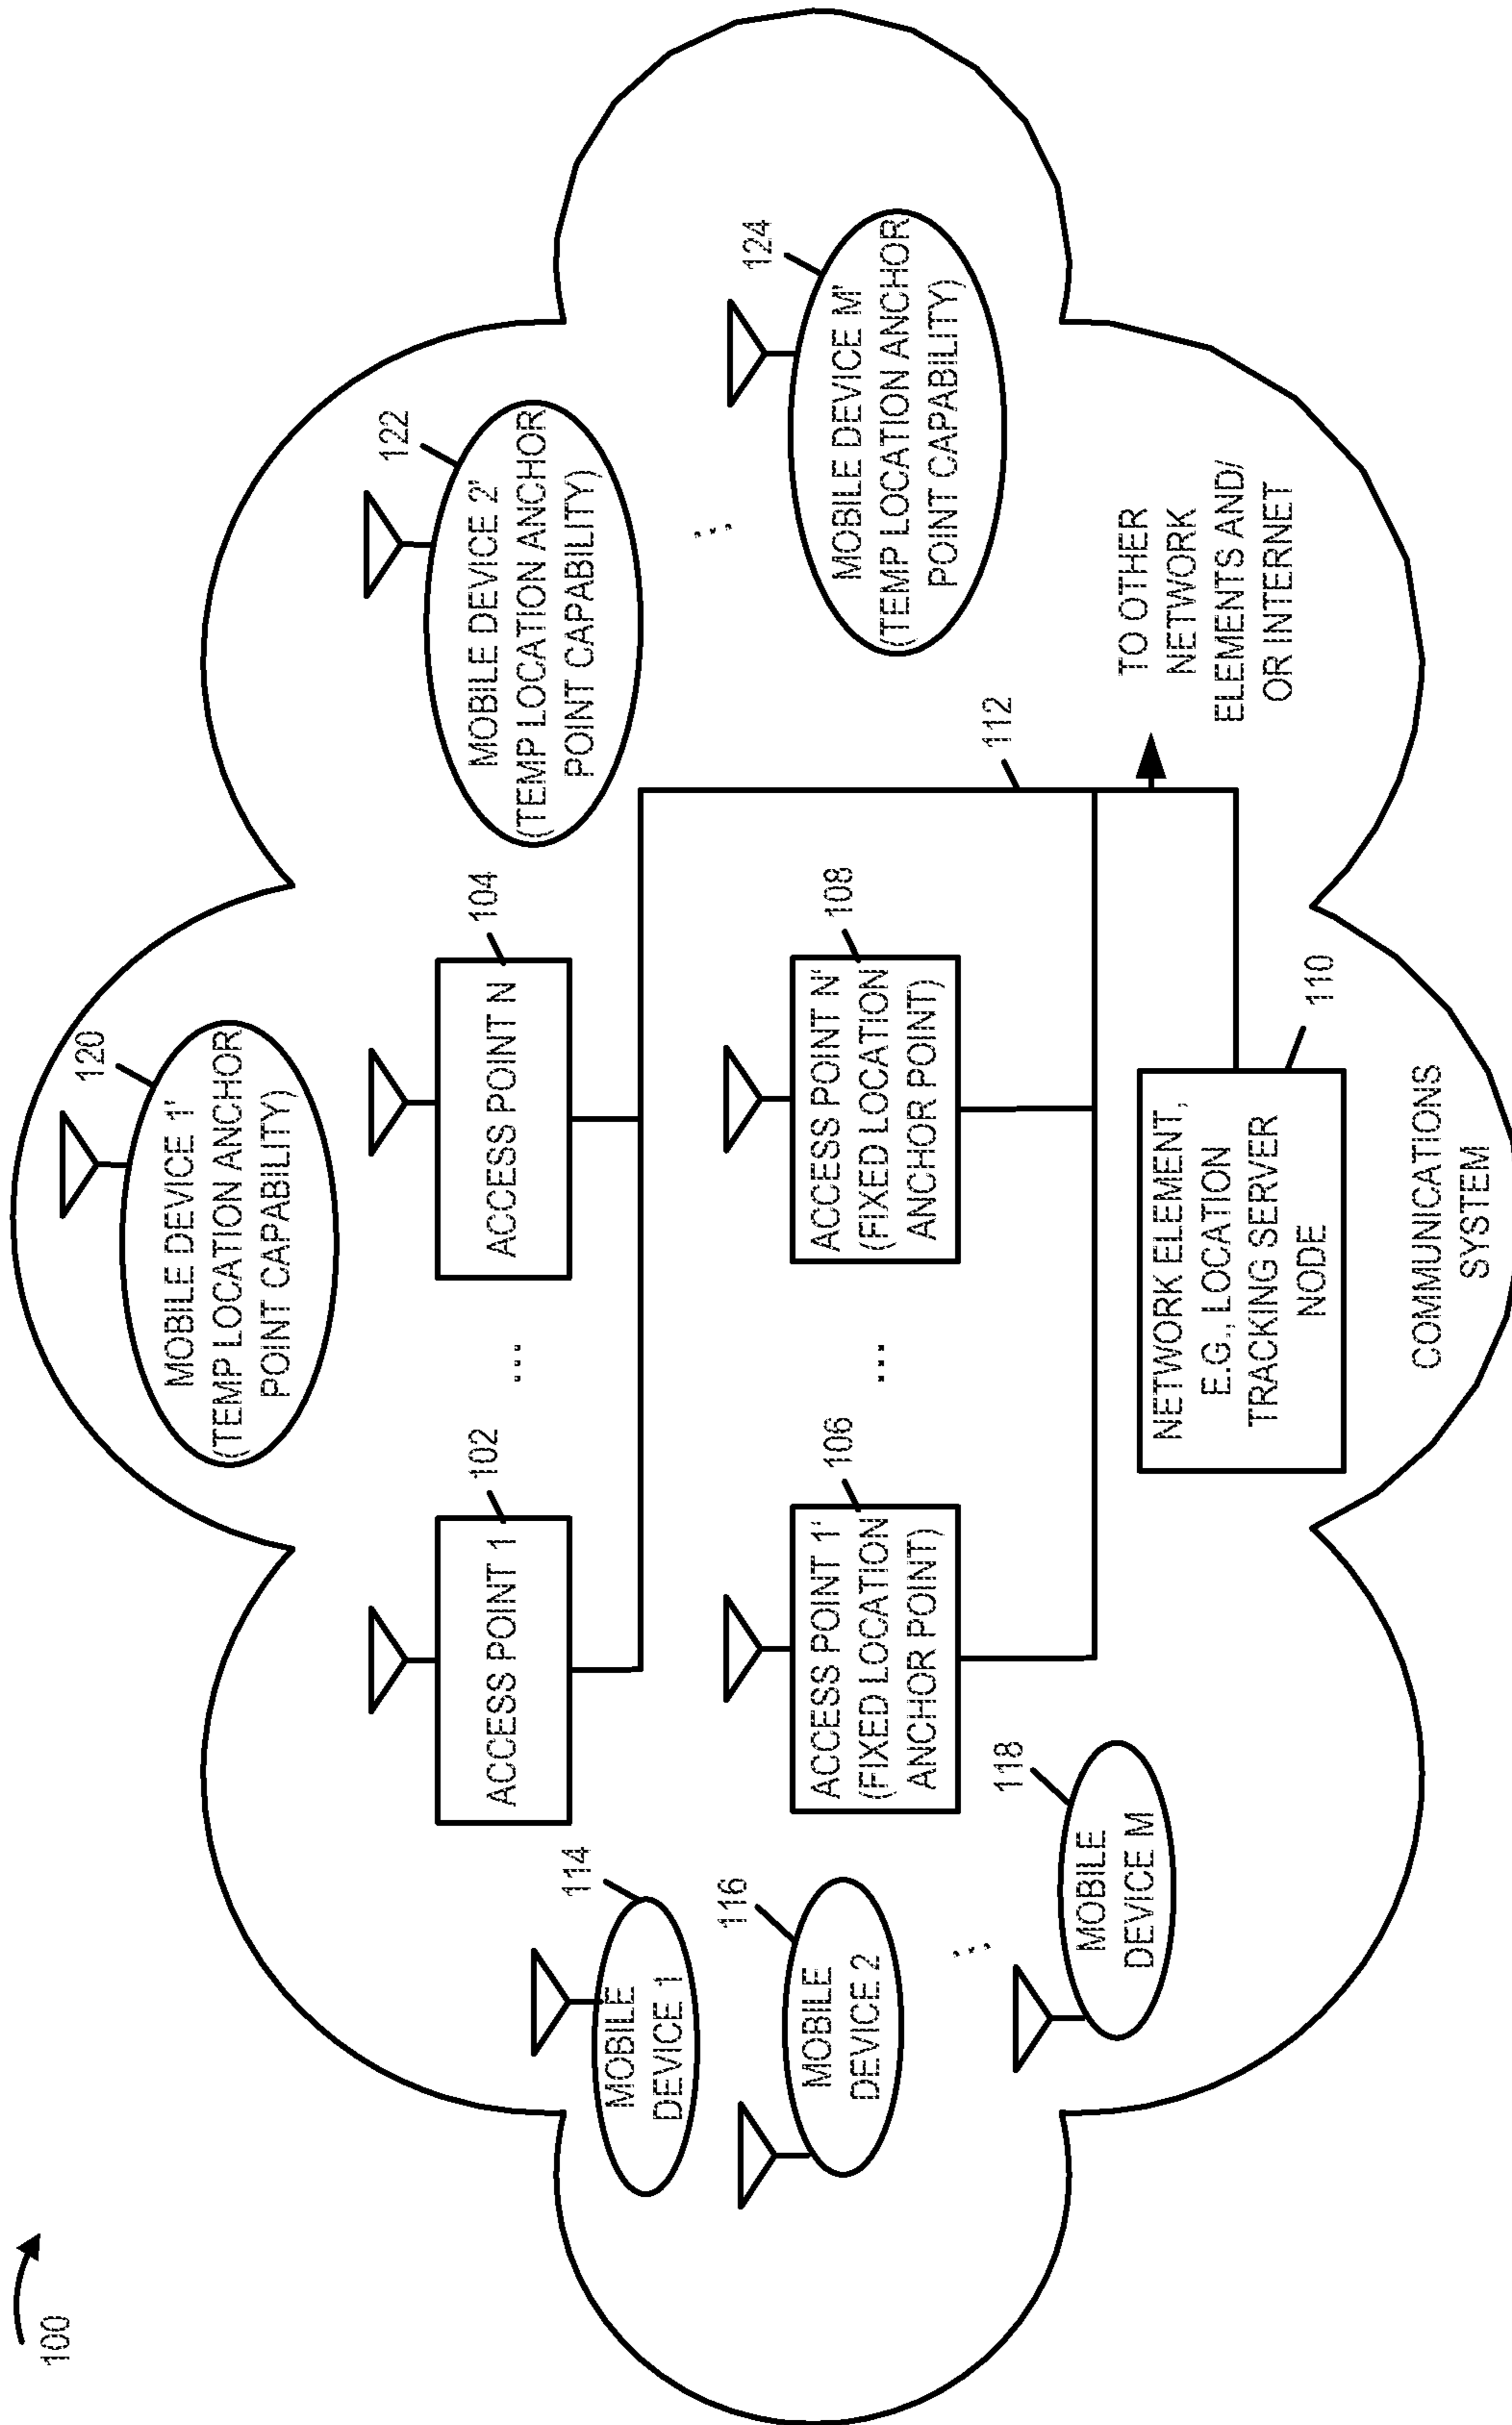 100
120
MOBILE DEVICE 1'
(TEMP LOCATION ANCHOR
POINT CAPABILITY)
122
MOBILE DEVICE 2'
(TEMP LOCATION ANCHOR
POINT CAPABILITY)
...
124
MOBILE DEVICE M'
(TEMP LOCATION ANCHOR
POINT CAPABILITY)
102
ACCESS POINT 1
...
104
ACCESS POINT N
114
MOBILE
DEVICE 1
116
MOBILE
DEVICE 2
...
118
MOBILE
DEVICE M
106
ACCESS POINT 1'
(FIXED LOCATION
ANCHOR POINT)
...
108
ACCESS POINT N'
(FIXED LOCATION
ANCHOR POINT)
112
TO OTHER
NETWORK
ELEMENTS AND/
OR INTERNET
110
NETWORK ELEMENT,
E.G., LOCATION
TRACKING SERVER
NODE
COMMUNICATIONS
SYSTEM